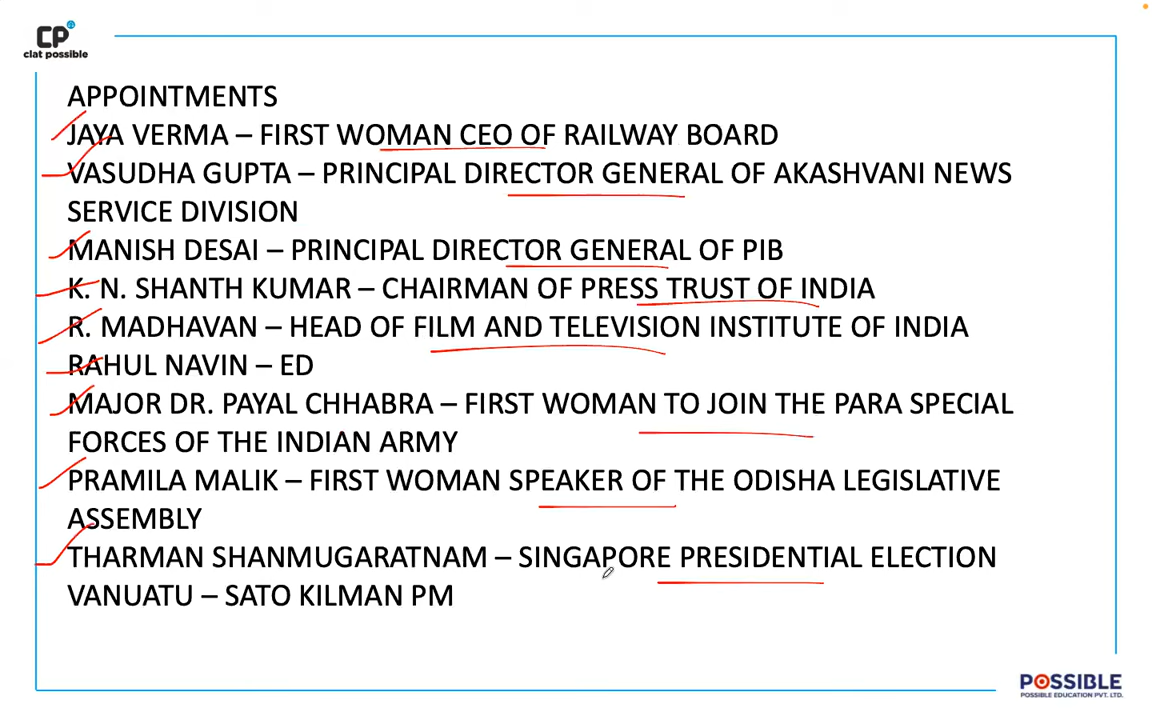 CP
clat possible
APPOINTMENTS
JAYA VERMA – FIRST WOMAN CEO OF RAILWAY BOARD
VASUDHA GUPTA – PRINCIPAL DIRECTOR GENERAL OF AKASHVANI NEWS
SERVICE DIVISION
MANISH DESAI – PRINCIPAL DIRECTOR GENERAL OF PIB
K. N. SHANTH KUMAR – CHAIRMAN OF PRESS TRUST OF INDIA
R. MADHAVAN – HEAD OF FILM AND TELEVISION INSTITUTE OF INDIA
RAHUL NAVIN – ED
MAJOR DR. PAYAL CHHABRA – FIRST WOMAN TO JOIN THE PARA SPECIAL
FORCES OF THE INDIAN ARMY
PRAMILA MALIK – FIRST WOMAN SPEAKER OF THE ODISHA LEGISLATIVE
ASSEMBLY
THARMAN SHANMUGARATNAM – SINGAPORE PRESIDENTIAL ELECTION
VANUATU – SATO KILMAN PM
POSSIBLE
POSSIBLE EDUCATION PVT. LTD.